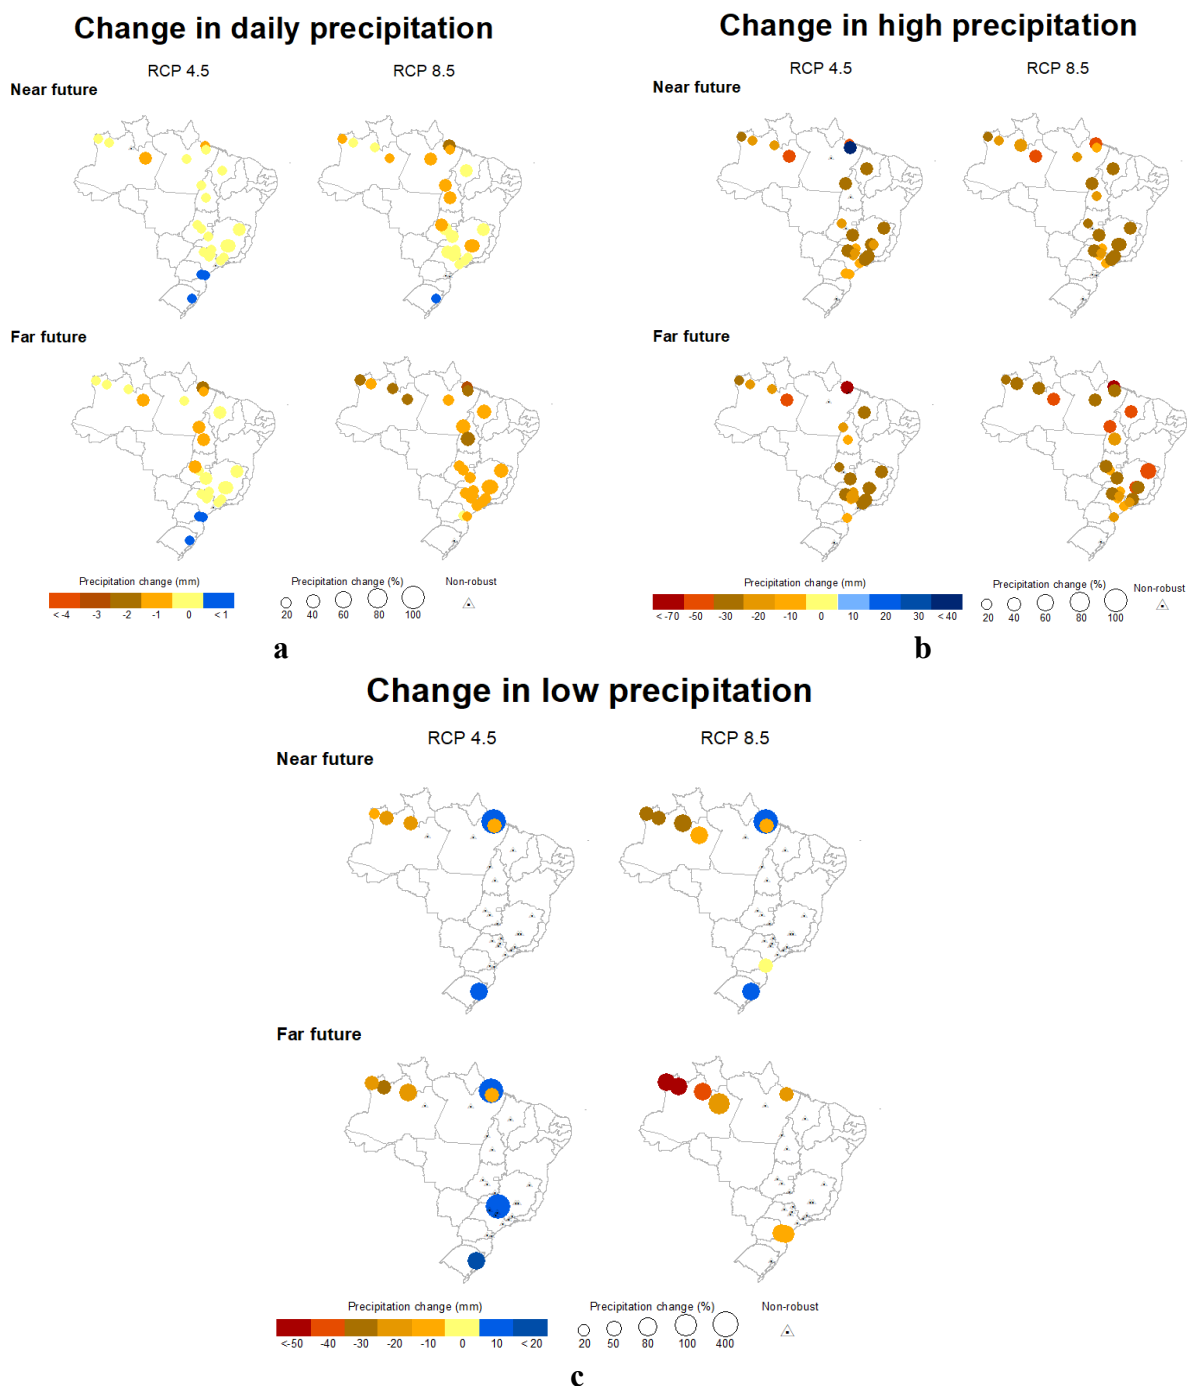 Change in daily precipitation
RCP 4.5
RCP 8.5
Near future
Far future
Precipitation change (mm)
< -4 -3 -2 -1 0 < 1
Precipitation change (%)
20 40 60 80 100
Non-robust
a
Change in high precipitation
RCP 4.5
RCP 8.5
Near future
Far future
Precipitation change (mm)
< -70 -50 -30 -20 -10 0 10 20 30 < 40
Precipitation change (%)
20 40 60 80 100
Non-robust
b
Change in low precipitation
RCP 4.5
RCP 8.5
Near future
Far future
Precipitation change (mm)
<-50 -40 -30 -20 -10 0 10 < 20
Precipitation change (%)
20 50 80 100 400
Non-robust
c